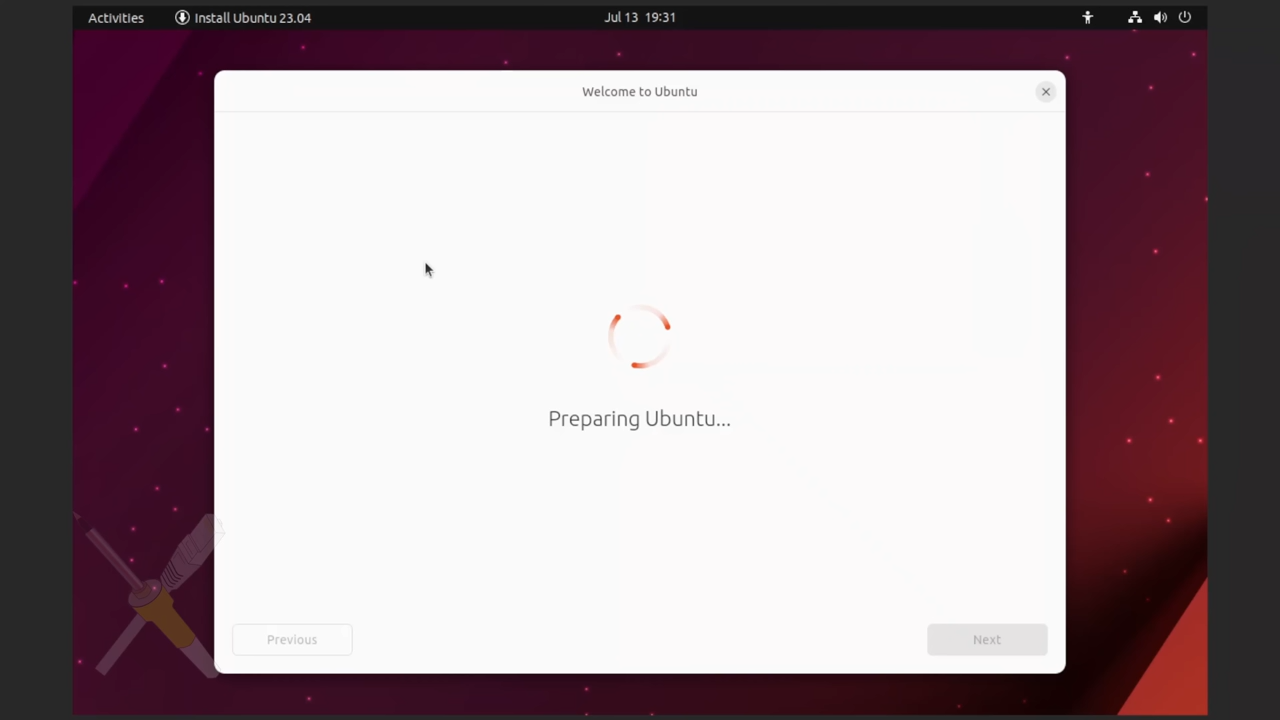 Activities
Install Ubuntu 23.04
Jul 13 19:31
Welcome to Ubuntu
Preparing Ubuntu...
Previous
Next